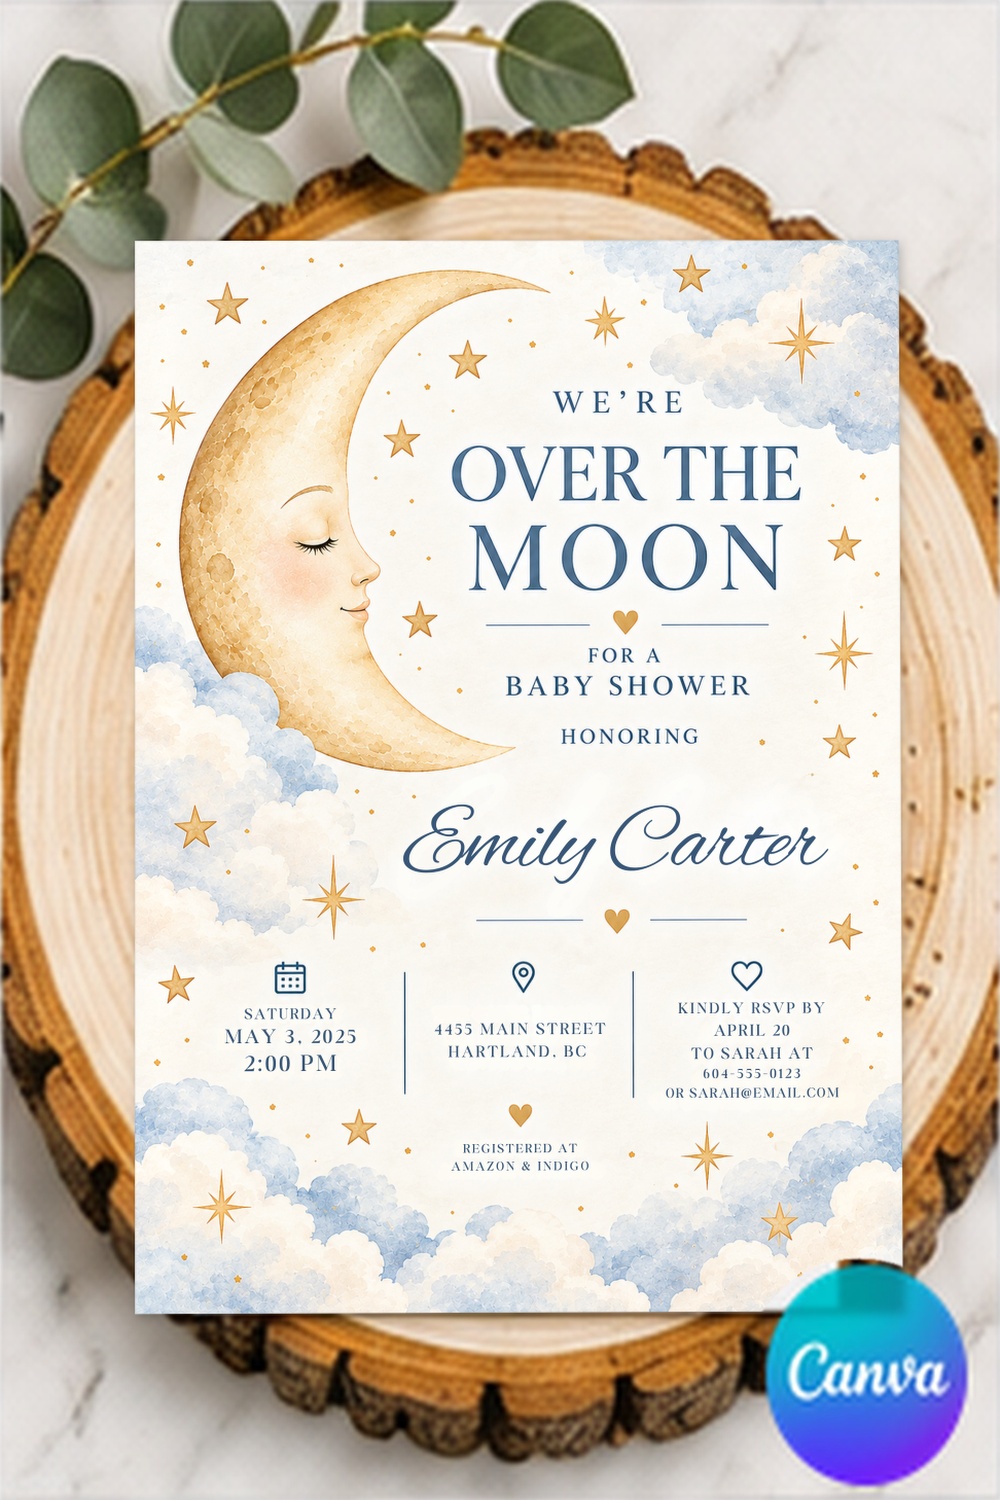 WE'RE
OVER THE
MOON
FOR A
BABY SHOWER
HONORING
Emily Carter
SATURDAY
MAY 3, 2025
2:00 PM
4455 MAIN STREET
HARTLAND, BC
KINDLY RSVP BY
APRIL 20
TO SARAH AT
604-555-0123
OR SARAH@EMAIL.COM
REGISTERED AT
AMAZON & INDIGO
Canva